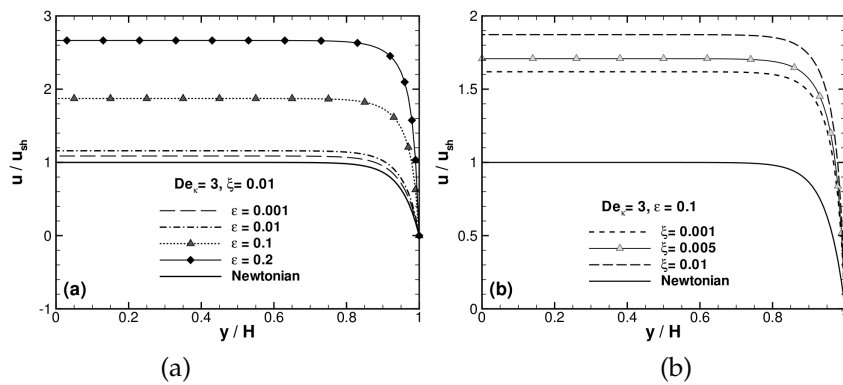 3
2
1
0
-1
u / u_sh
De_κ= 3, ξ= 0.01
ε = 0.001
ε = 0.01
ε = 0.1
ε = 0.2
Newtonian
(a)
0 0.2 0.4 0.6 0.8 1
y / H
(a)
2
1.5
1
0.5
0
u / u_sh
De_κ= 3, ε = 0.1
ξ= 0.001
ξ= 0.005
ξ= 0.01
Newtonian
(b)
0 0.2 0.4 0.6 0.8 1
y / H
(b)